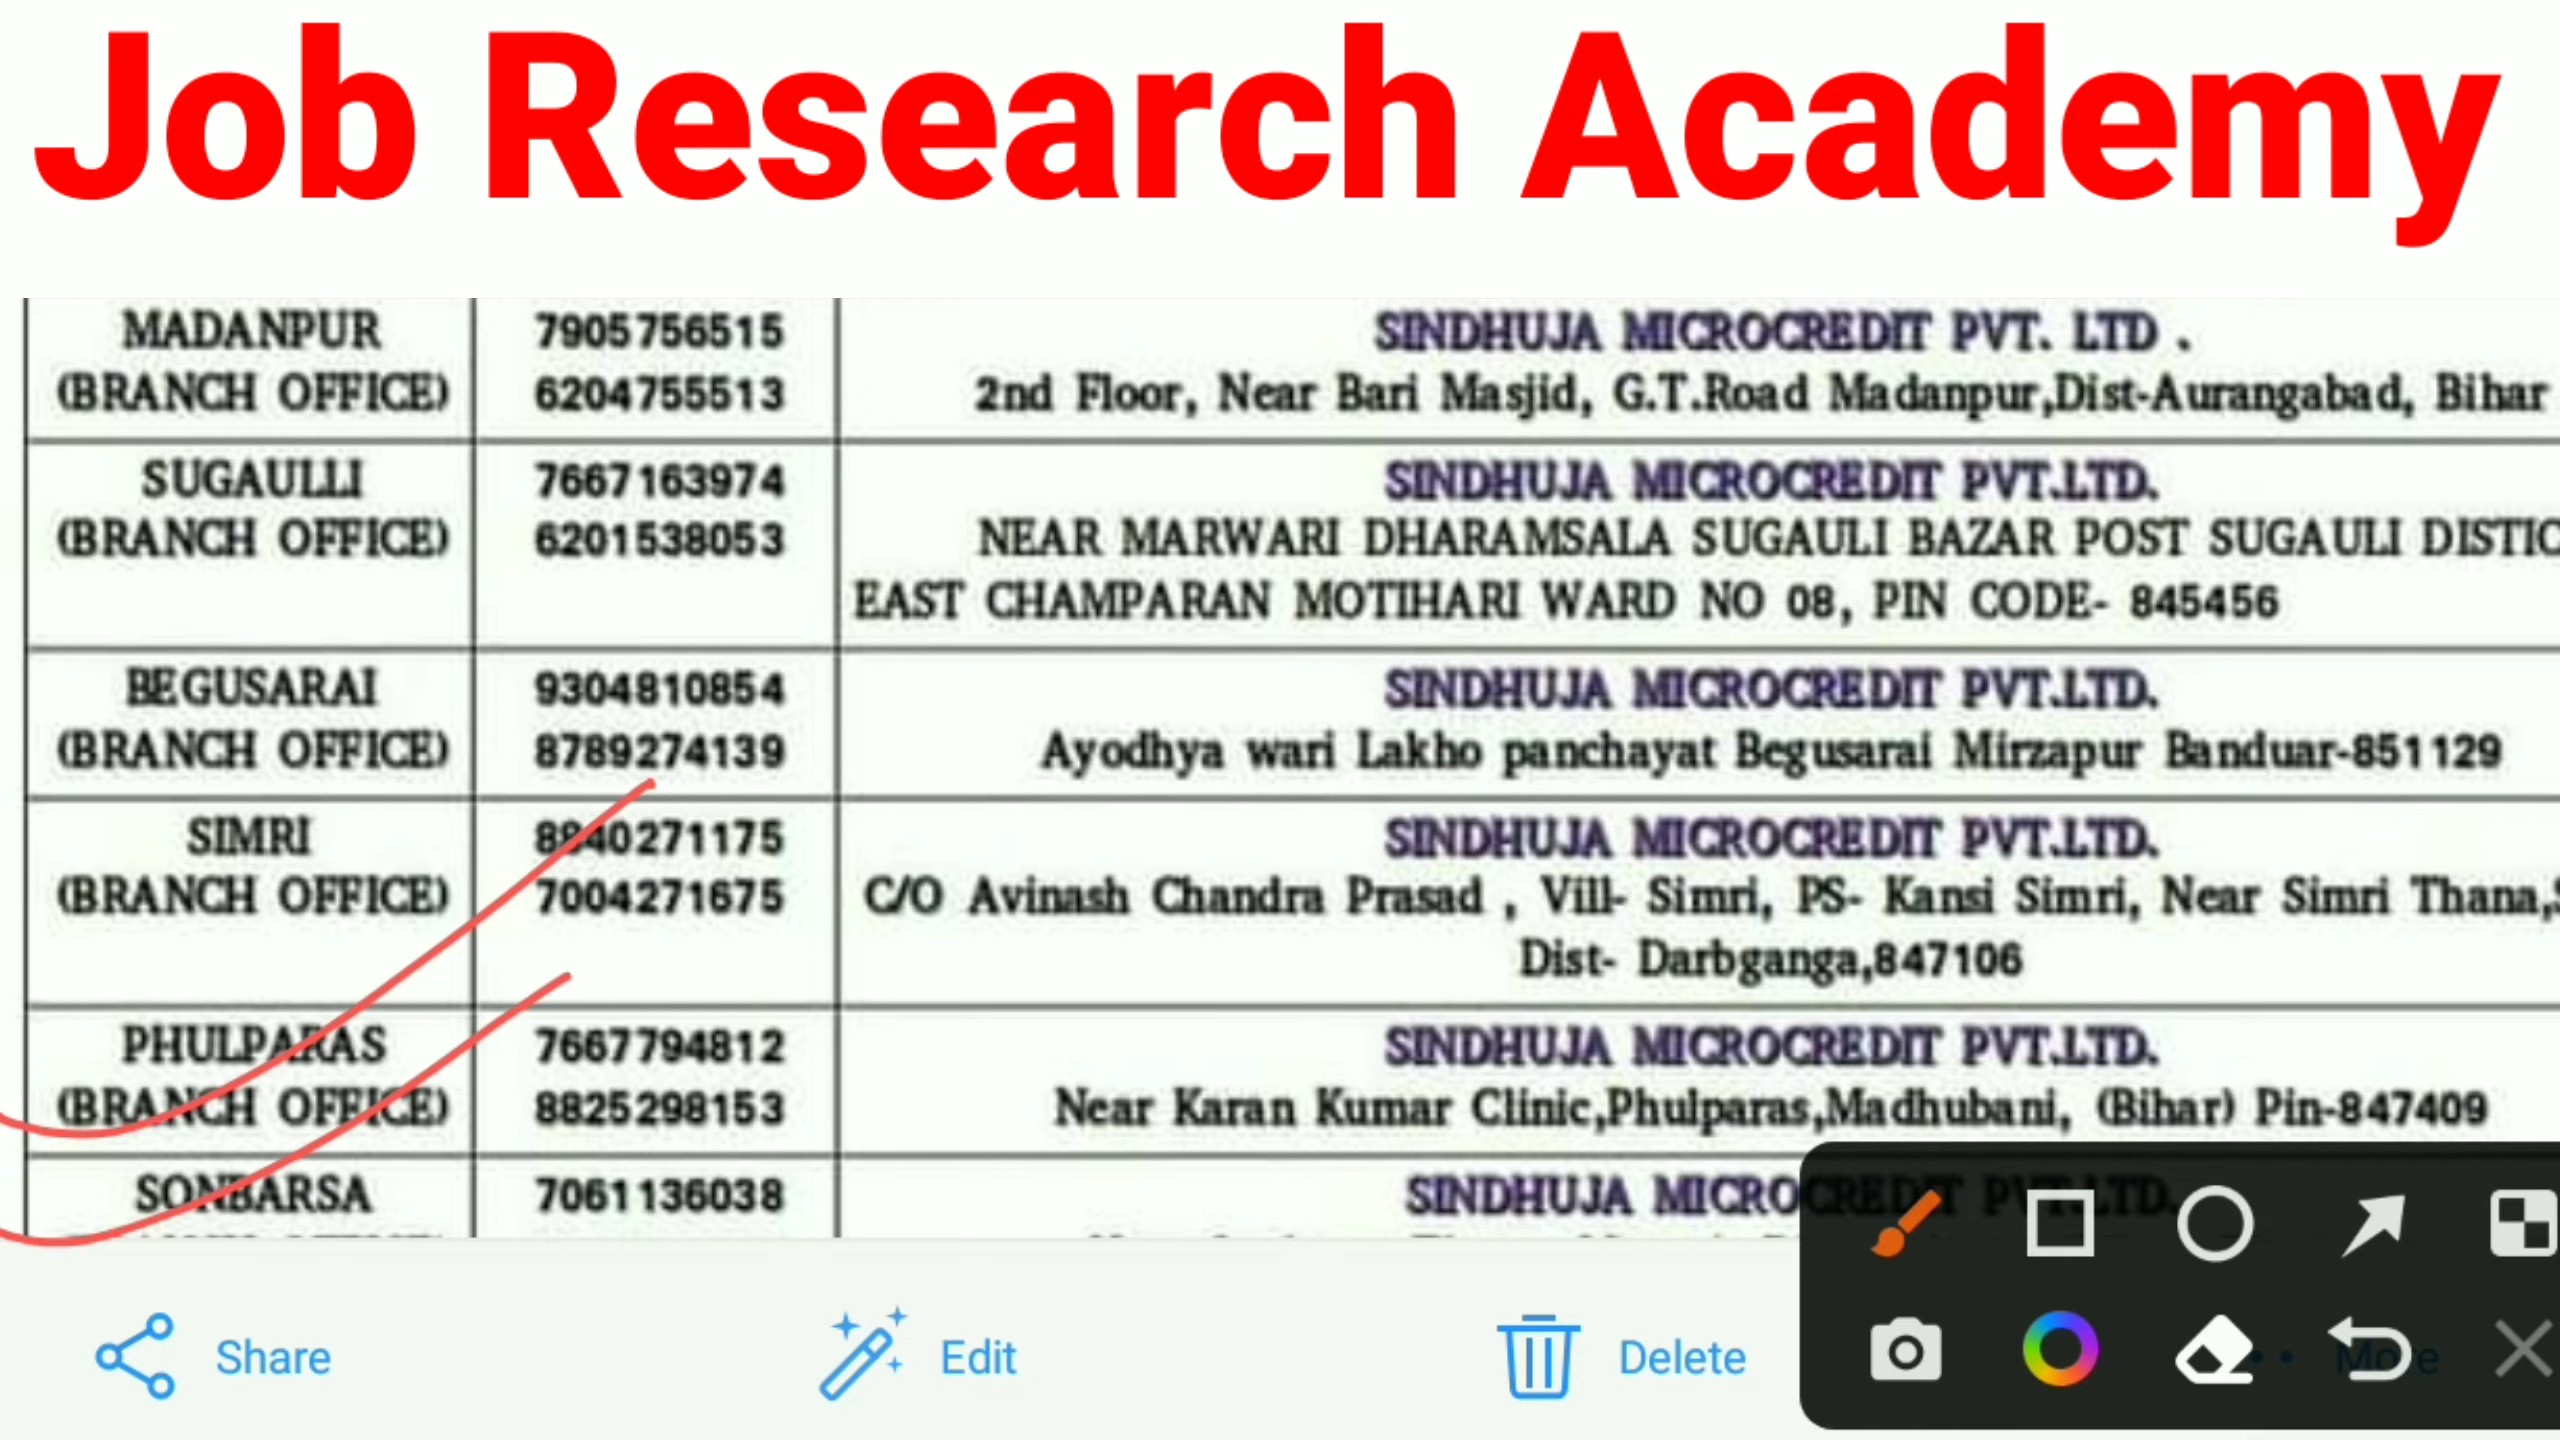 Job Research Academy
MADANPUR
(BRANCH OFFICE)
7905756515
6204755513
SINDHUJA MICROCREDIT PVT. LTD .
2nd Floor, Near Bari Masjid, G.T.Road Madanpur,Dist-Aurangabad, Bihar
SUGAULLI
(BRANCH OFFICE)
7667163974
6201538053
SINDHUJA MICROCREDIT PVT.LTD.
NEAR MARWARI DHARAMSALA SUGAULI BAZAR POST SUGAULI DISTIC
EAST CHAMPARAN MOTIHARI WARD NO 08, PIN CODE- 845456
BEGUSARAI
(BRANCH OFFICE)
9304810854
8789274139
SINDHUJA MICROCREDIT PVT.LTD.
Ayodhya wari Lakho panchayat Begusarai Mirzapur Banduar-851129
SIMRI
(BRANCH OFFICE)
7004271675
SINDHUJA MICROCREDIT PVT.LTD.
C/O Avinash Chandra Prasad , Vill- Simri, PS- Kansi Simri, Near Simri Thana,S
Dist- Darbganga,847106
PHULPARAS
(BRANCH OFFICE)
7667794812
8825298153
SINDHUJA MICROCREDIT PVT.LTD.
Near Karan Kumar Clinic,Phulparas,Madhubani, (Bihar) Pin-847409
SONBARSA
7061136038
SINDHUJA MICROCREDIT PVT.LTD.
Share
Edit
Delete
More